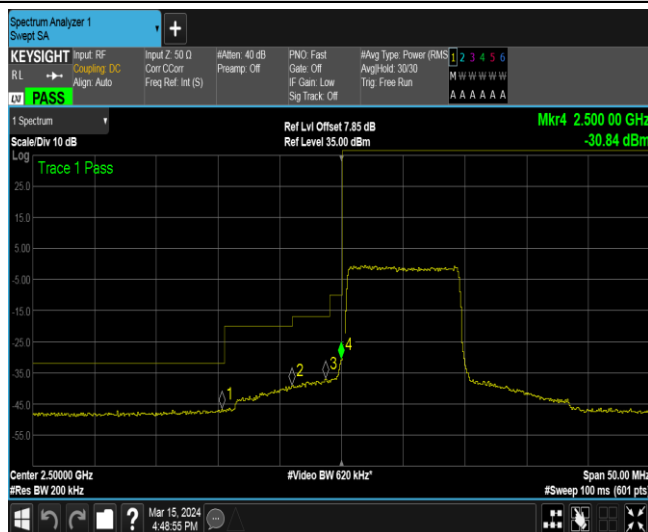 Spectrum Analyzer 1
Swept SA
+
KEYSIGHT
RL
LXI PASS
Input: RF
Coupling: DC
Align: Auto
Input Z: 50 Ω
Corr CCorr
Freq Ref: Int (S)
#Atten: 40 dB
Preamp: Off
PNO: Fast
Gate: Off
IF Gain: Low
Sig Track: Off
#Avg Type: Power (RMS
Avg|Hold: 30/30
Trig: Free Run
1 2 3 4 5 6
M W W W W W
A A A A A A
1 Spectrum
Scale/Div 10 dB
Ref Lvl Offset 7.85 dB
Ref Level 35.00 dBm
Mkr4 2.500 00 GHz
-30.84 dBm
Log
Trace 1 Pass
25.0
15.0
5.00
-5.00
-15.0
-25.0
-35.0
-45.0
-55.0
1
2
3
4
Center 2.50000 GHz
#Res BW 200 kHz
#Video BW 620 kHz*
Span 50.00 MHz
#Sweep 100 ms (601 pts)
?
Mar 15, 2024
4:48:55 PM